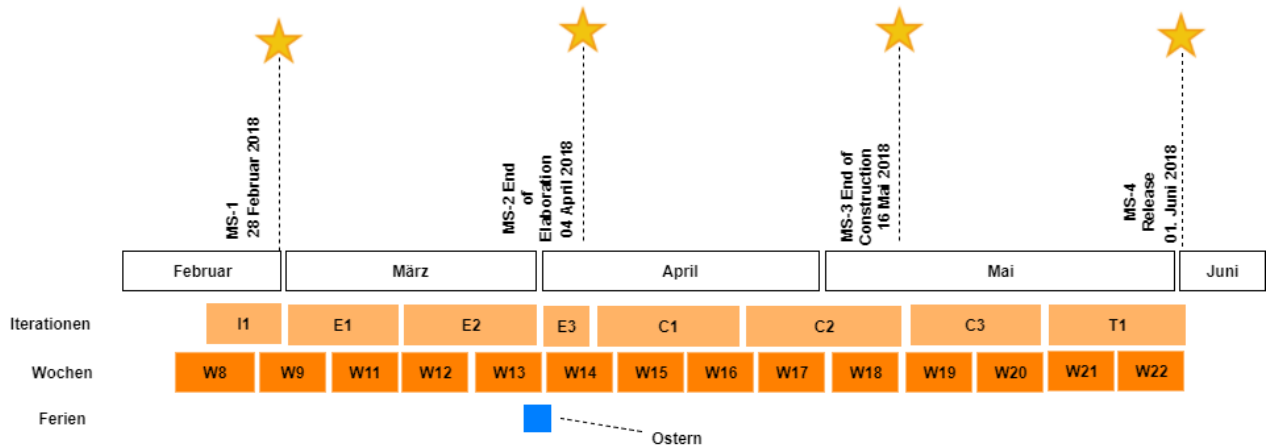 MS-1
28 Februar 2018
MS-2 End
of
Elaboration
04 April 2018
MS-3 End of
Construction
16 Mai 2018
MS-4
Release
01. Juni 2018
Februar März April Mai Juni
Iterationen I1 E1 E2 E3 C1 C2 C3 T1
Wochen W8 W9 W11 W12 W13 W14 W15 W16 W17 W18 W19 W20 W21 W22
Ferien
Ostern